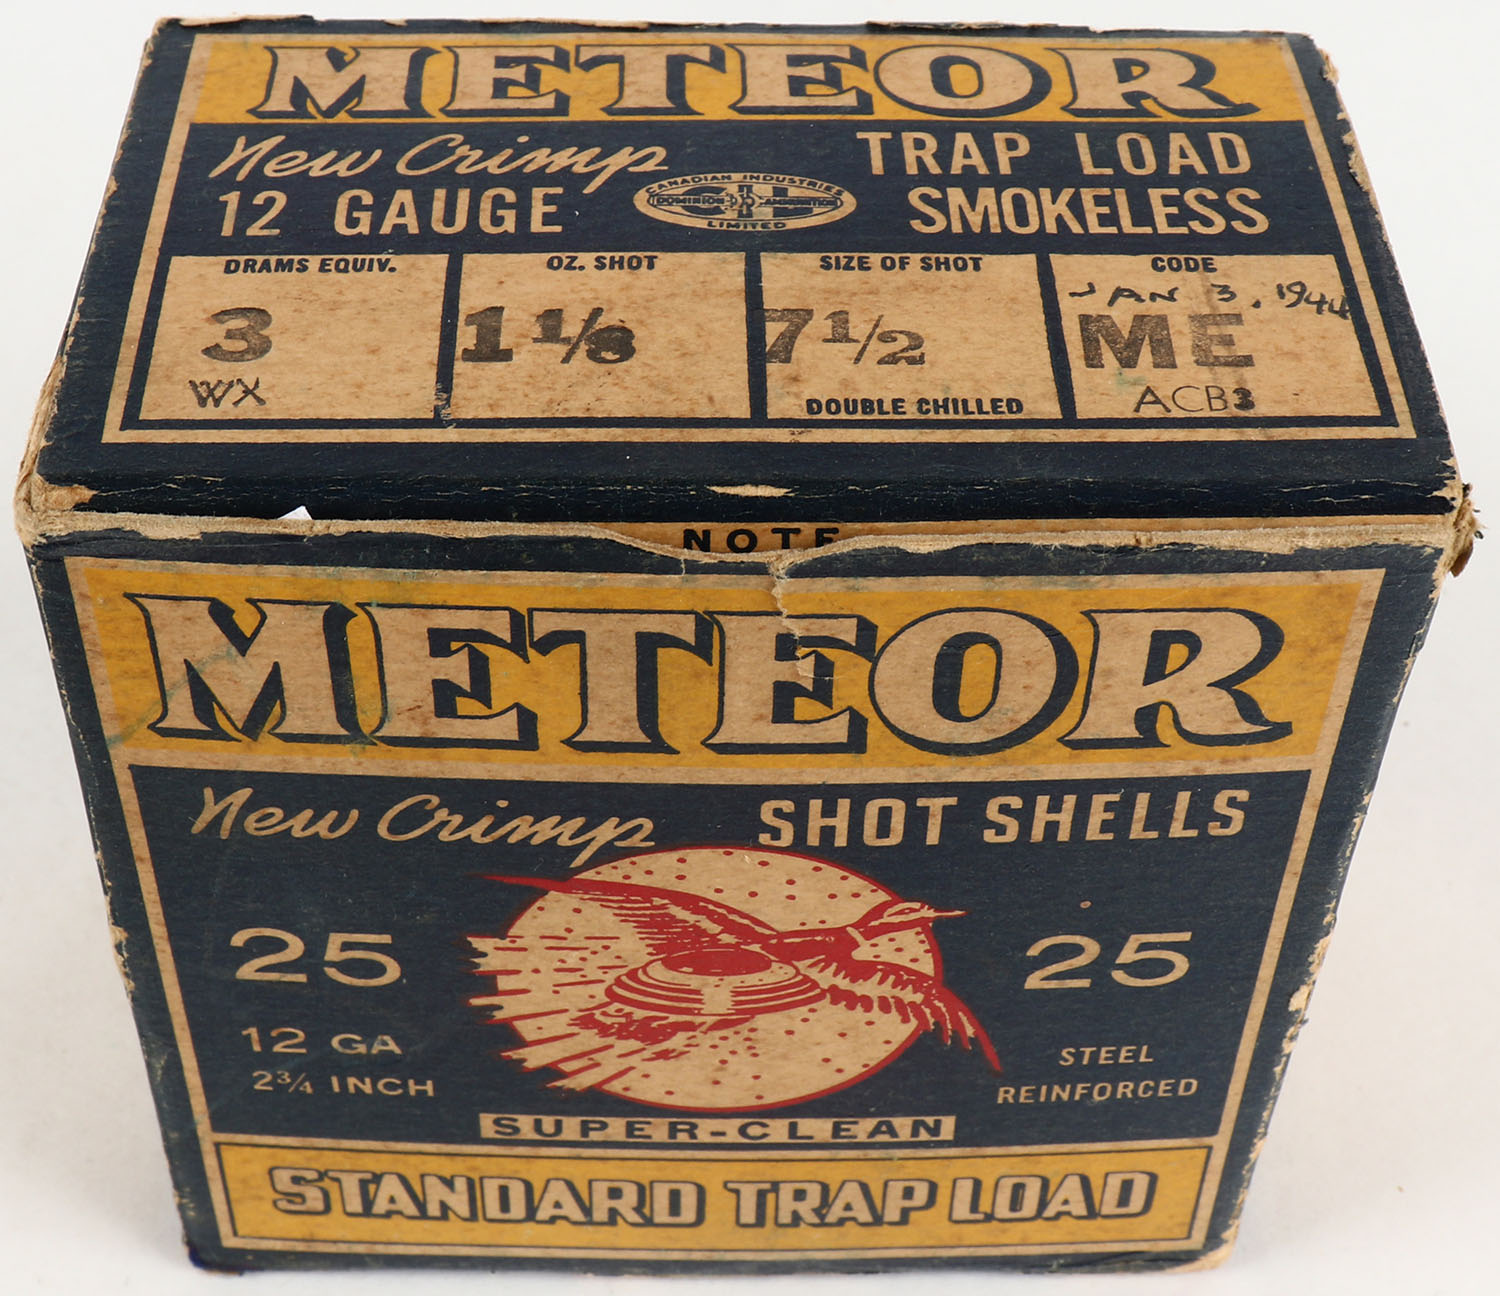 METEOR
New Crimp TRAP LOAD
12 GAUGE SMOKELESS
CANADIAN INDUSTRIES
CIL
DOMINION AMMUNITION
LIMITED
DRAMS EQUIV. OZ. SHOT SIZE OF SHOT CODE
JAN 3, 1944
3 1 1/8 7 1/2 ME
WX DOUBLE CHILLED ACB3
NOTE
METEOR
New Crimp SHOT SHELLS
25 25
12 GA STEEL
2 3/4 INCH REINFORCED
SUPER-CLEAN
STANDARD TRAP LOAD